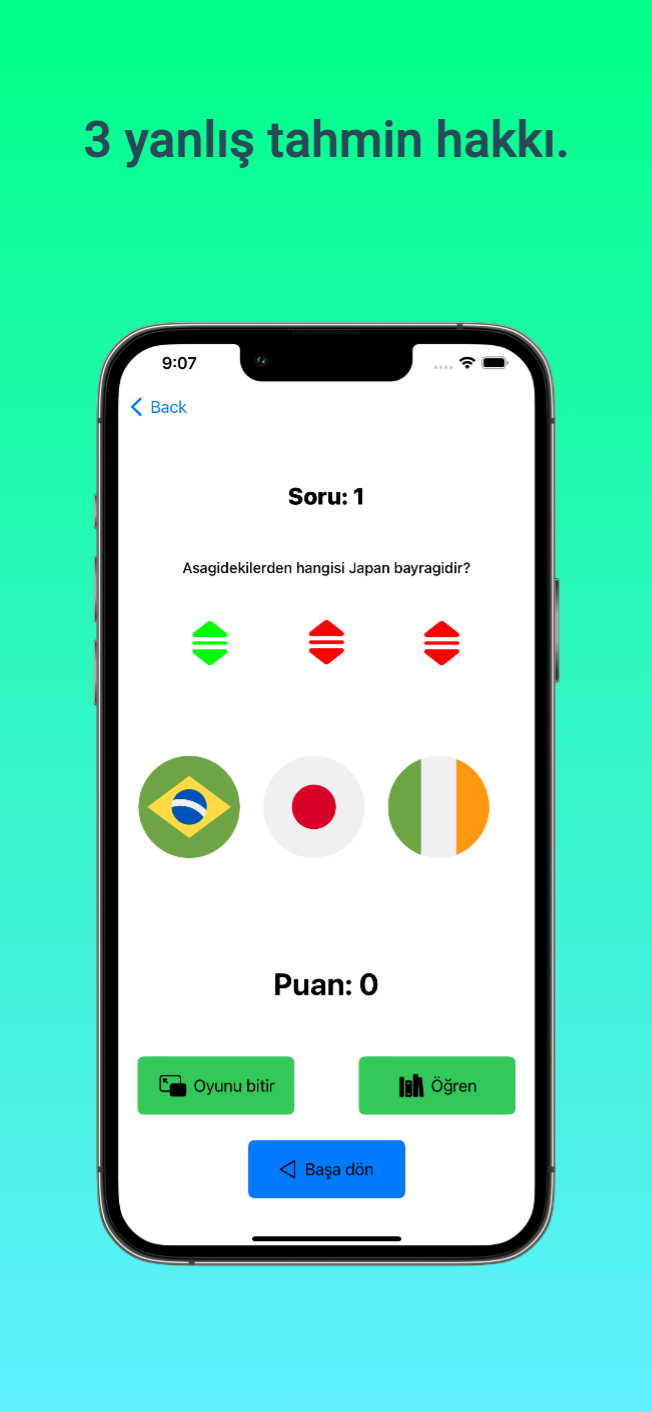 3 yanlış tahmin hakkı.
9:07
Back
Soru: 1
Asagidekilerden hangisi Japan bayragidir?
Puan: 0
Oyunu bitir
Öğren
Başa dön